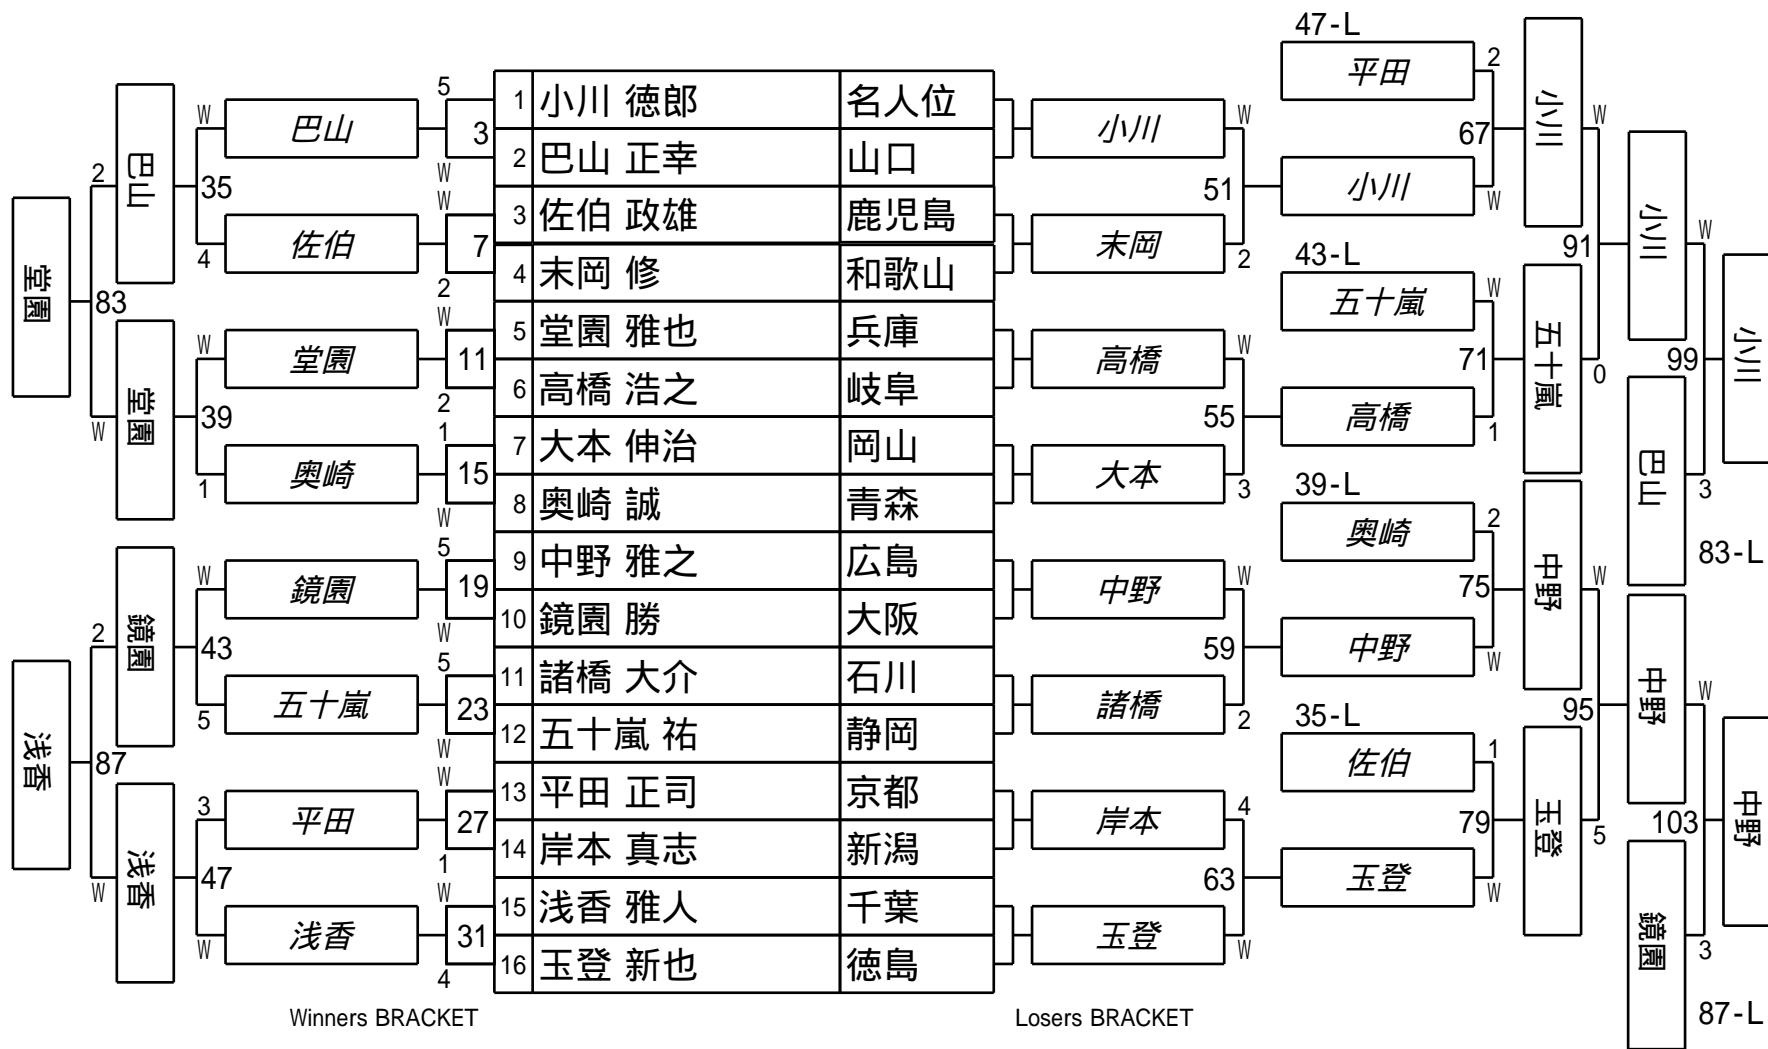 47-L
5
1 小川 徳郎 名人位
平田 2
小川
W 巴山 3 小川 W
67 W
2 巴山 正幸 山口
巴山
W
2 35 W 51 小川 W
3 佐伯 政雄 鹿児島
小川 W
佐伯 7 末岡
4 2
4 末岡 修 和歌山
91
43-L
堂園
83
2
W
5 堂園 雅也 兵庫
五十嵐 W
小川
W 堂園 11 高橋 W
71 五十嵐 0 99
6 高橋 浩之 岐阜
堂園
39 2
1
55 高橋 1
W
7 大本 伸治 岡山
巴山 3
奥崎 15 大本
1 3
8 奥崎 誠 青森
39-L
W
5
奥崎 2
83-L
9 中野 雅之 広島
W 鏡園 19 中野 W
75 中野 W
10 鏡園 勝 大阪
2 鏡園
43 W
5
59 中野 W
11 諸橋 大介 石川
中野 W
五十嵐 23 諸橋
5 2
95
12 五十嵐 祐 静岡
35-L
浅香
87
W
W
佐伯 1
13 平田 正司 京都
中野
3 平田 27 岸本 4
79 玉登 5 103
14 岸本 真志 新潟
浅香
47 1
W
63 玉登 W
W
15 浅香 雅人 千葉
鏡園 3
浅香 31 玉登
W W
16 玉登 新也 徳島
4
87-L
Winners BRACKET Losers BRACKET